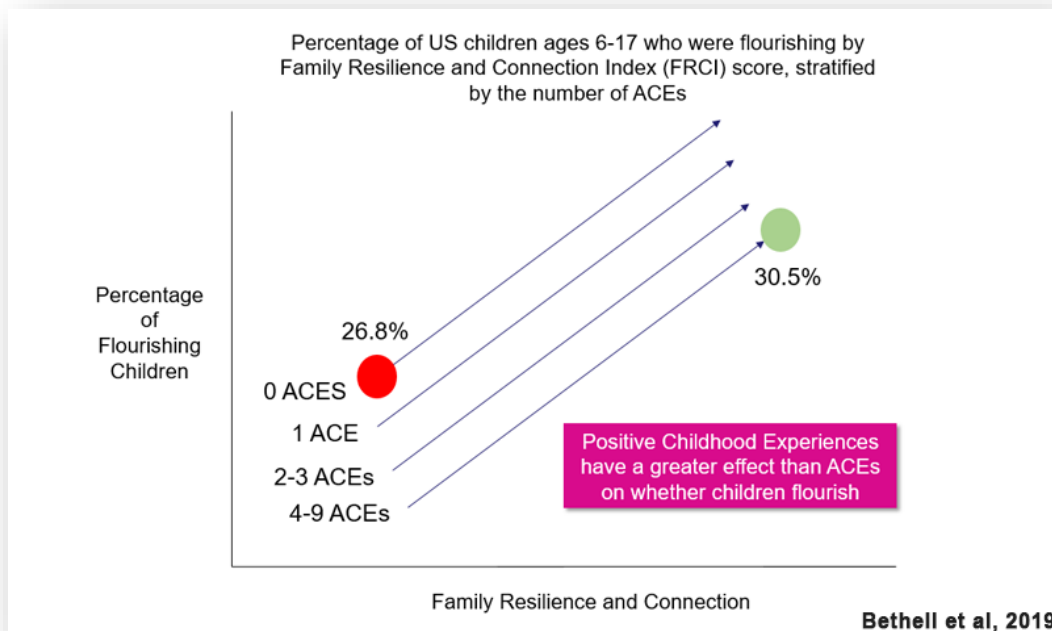 Percentage of US children ages 6-17 who were flourishing by
Family Resilience and Connection Index (FRCI) score, stratified
by the number of ACEs
Percentage
of
Flourishing
Children
26.8%
30.5%
0 ACES
1 ACE
2-3 ACEs
4-9 ACEs
Positive Childhood Experiences
have a greater effect than ACEs
on whether children flourish
Family Resilience and Connection
Bethell et al, 2019